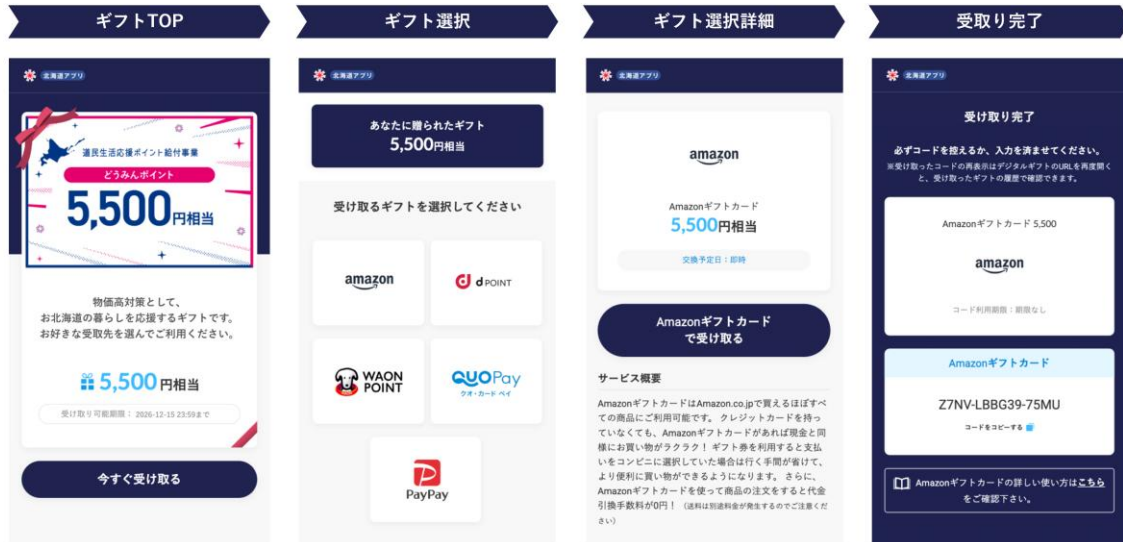 ギフトTOP
北海道アプリ
道民生活応援ポイント給付事業
どうみんポイント
5,500円相当
物価高対策として、
お北海道の暮らしを応援するギフトです。
お好きな受取先を選んでご利用ください。
5,500 円相当
受け取り可能期限： 2026-12-15 23:59まで
今すぐ受け取る
ギフト選択
北海道アプリ
あなたに贈られたギフト
5,500円相当
受け取るギフトを選択してください
amazon
d POINT
WAON
POINT
QUOPay
クオ・カード ペイ
PayPay
ギフト選択詳細
北海道アプリ
amazon
Amazonギフトカード
5,500円相当
交換予定日：即時
Amazonギフトカード
で受け取る
サービス概要
AmazonギフトカードはAmazon.co.jpで買えるほぼすべ
ての商品にご利用可能です。 クレジットカードを持っ
ていなくても、Amazonギフトカードがあれば現金と同
様にお買い物がラクラク！ ギフト券を利用すると支払
いをコンビニに選択していた場合は行く手間が省けて、
より便利に買い物ができるようになります。 さらに、
Amazonギフトカードを使って商品の注文をすると代金
引換手数料が0円！ （送料は別途料金が発生するのでご注意くだ
さい）
受取り完了
北海道アプリ
受け取り完了
必ずコードを控えるか、入力を済ませてください。
※受け取ったコードの再表示はデジタルギフトのURLを再度開く
と、受け取ったギフトの履歴で確認できます。
Amazonギフトカード 5,500
amazon
コード利用期限：期限なし
Amazonギフトカード
Z7NV-LBBG39-75MU
コードをコピーする
Amazonギフトカードの詳しい使い方はこちら
をご確認下さい。